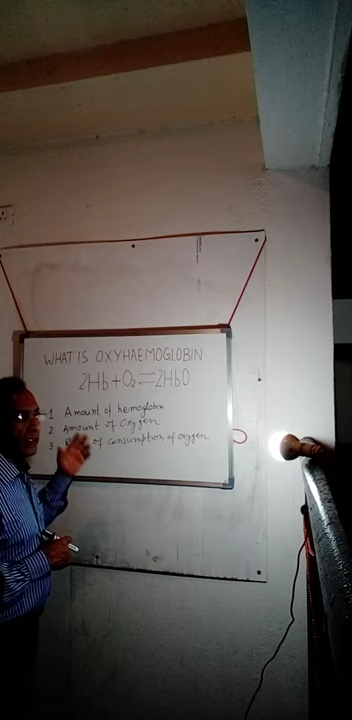 WHAT IS OXYHAEMOGLOBIN
2Hb + O₂ ⇌ 2HbO
1 Amount of hemoglobin
2 Amount of Oxygen
3 of consumption of oxygen